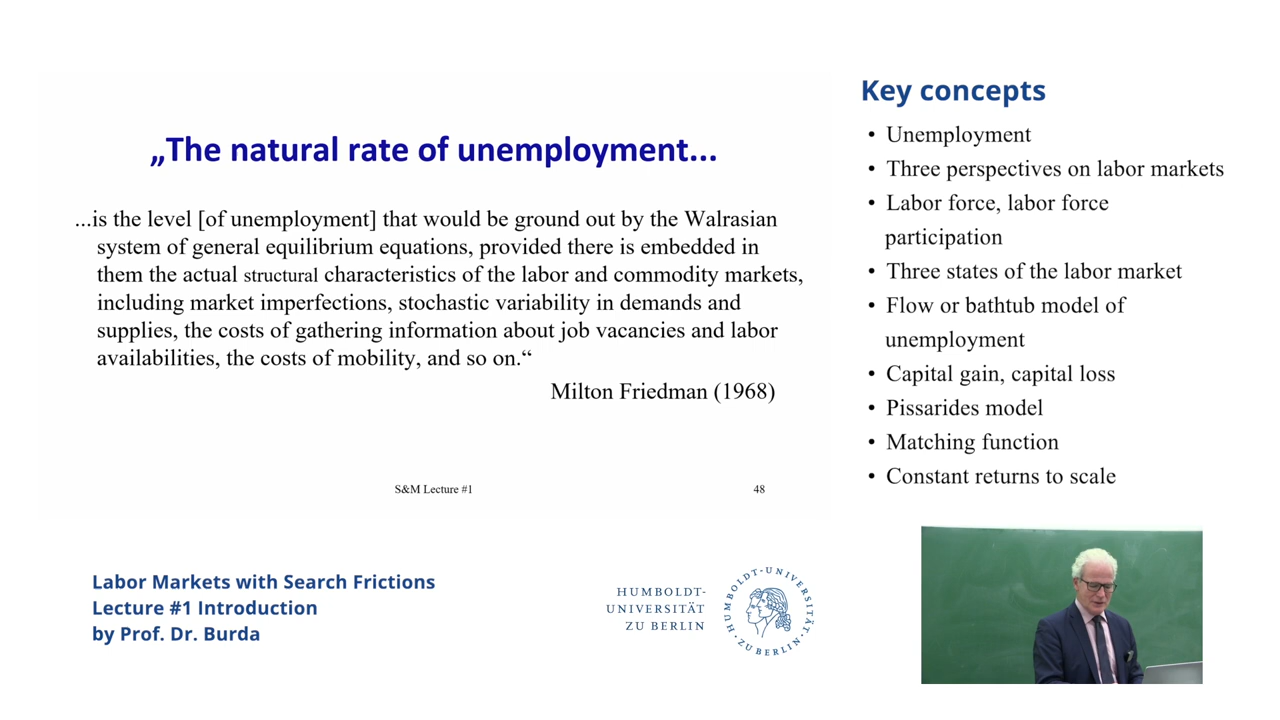 „The natural rate of unemployment...
...is the level [of unemployment] that would be ground out by the Walrasian
system of general equilibrium equations, provided there is embedded in
them the actual structural characteristics of the labor and commodity markets,
including market imperfections, stochastic variability in demands and
supplies, the costs of gathering information about job vacancies and labor
availabilities, the costs of mobility, and so on.“
Milton Friedman (1968)
S&M Lecture #1
48
Key concepts
• Unemployment
• Three perspectives on labor markets
• Labor force, labor force
participation
• Three states of the labor market
• Flow or bathtub model of
unemployment
• Capital gain, capital loss
• Pissarides model
• Matching function
• Constant returns to scale
Labor Markets with Search Frictions
Lecture #1 Introduction
by Prof. Dr. Burda
HUMBOLDT-
UNIVERSITÄT
ZU BERLIN
HUMBOLDT-UNIVERSITÄT
· ZU BERLIN ·